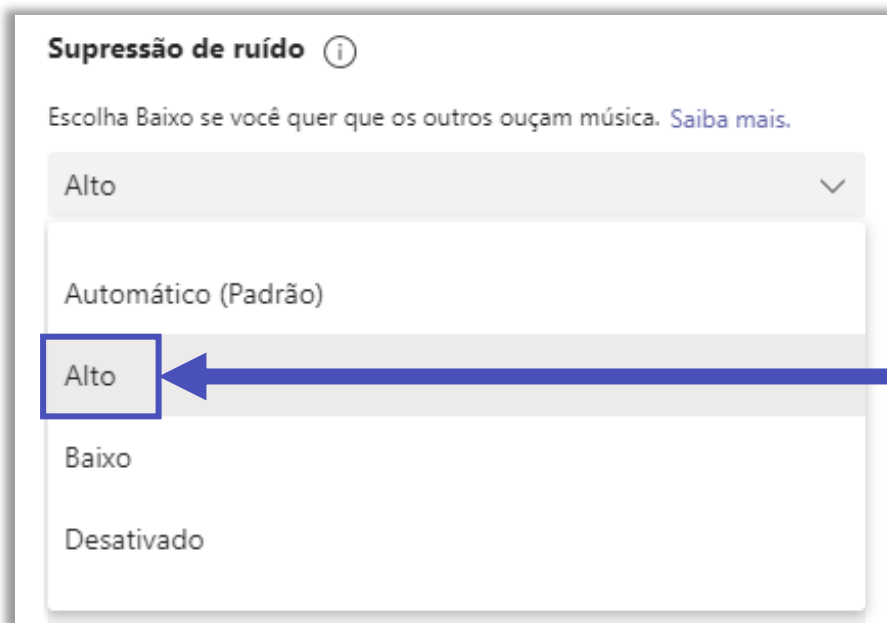 Supressão de ruído
Escolha Baixo se você quer que os outros ouçam música. Saiba mais.
Alto
Automático (Padrão)
Alto
Baixo
Desativado